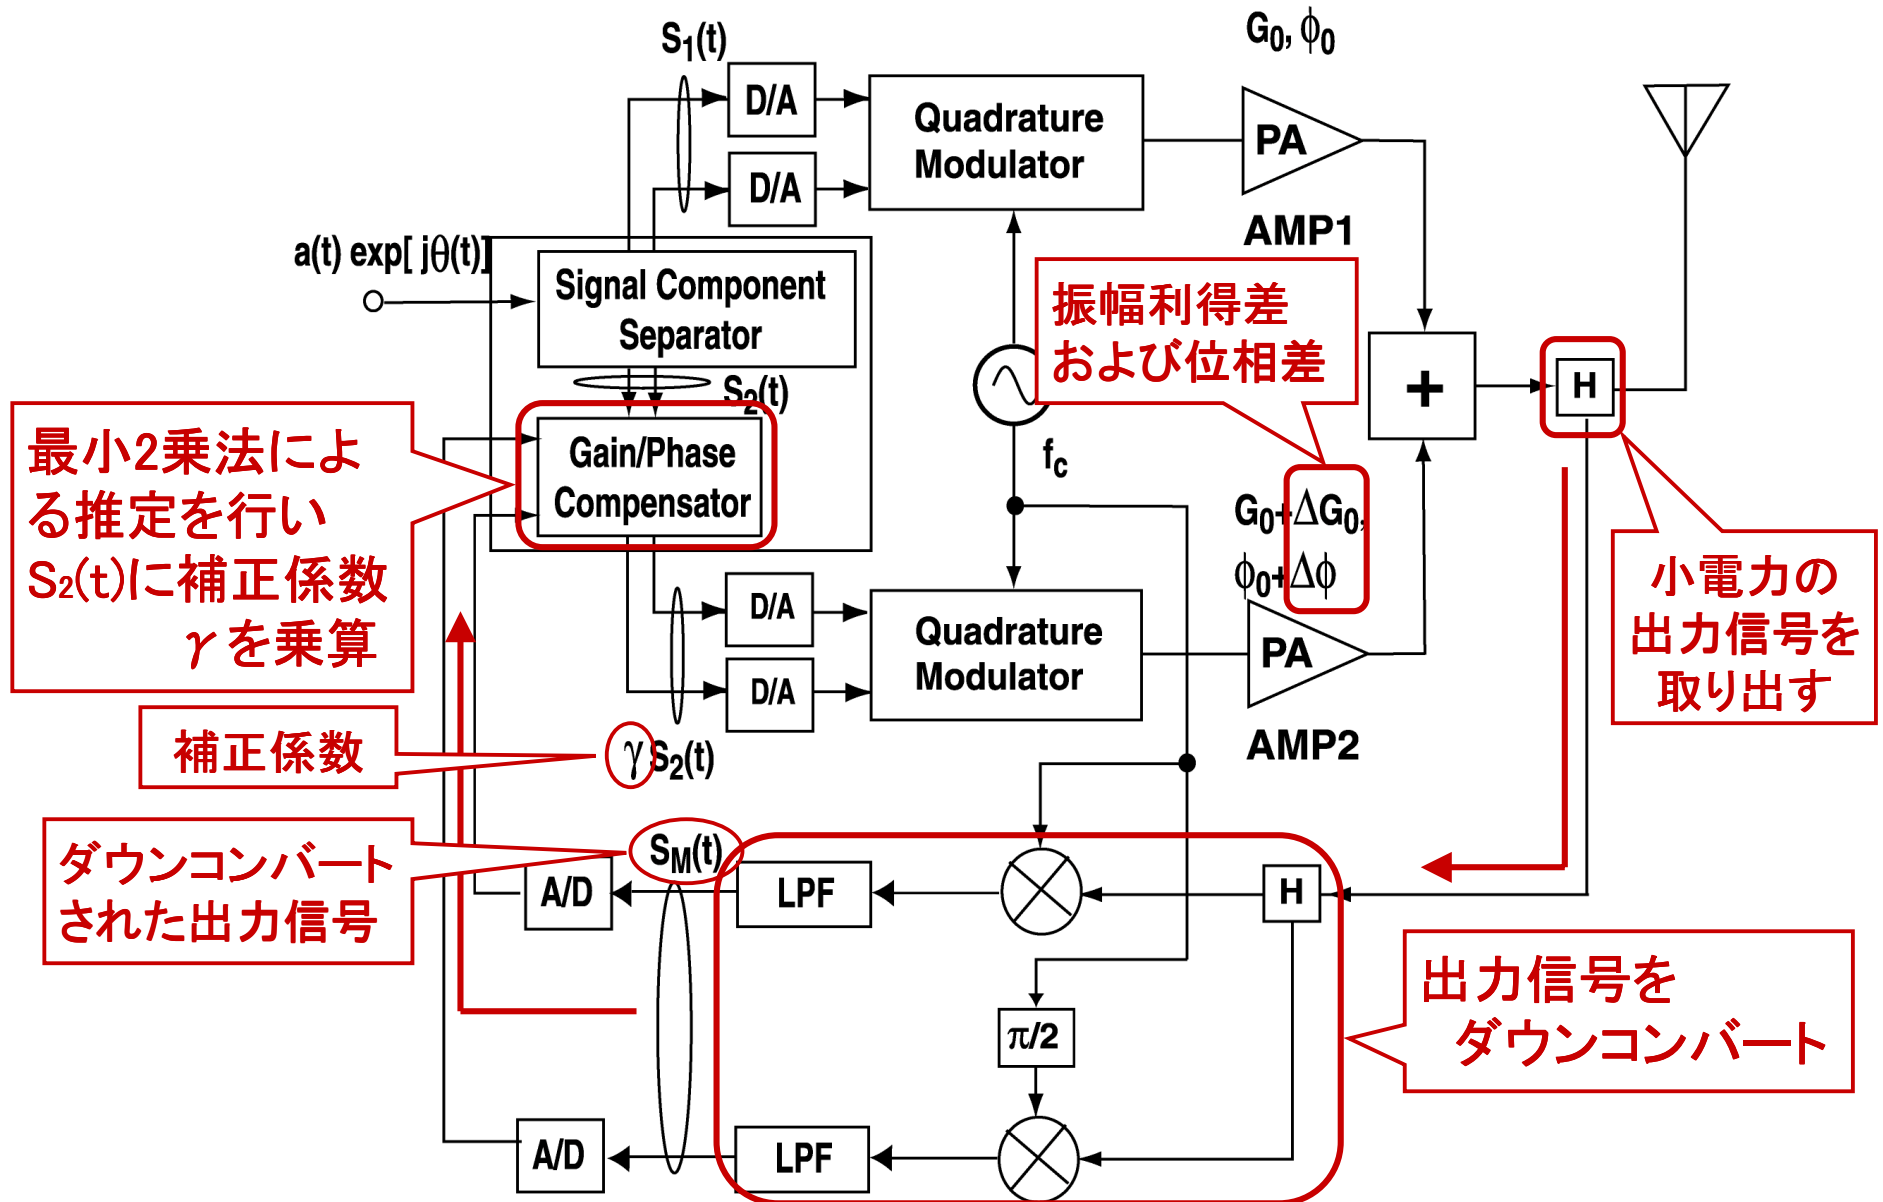 S1(t)
G0, ϕ0
D/A
Quadrature
Modulator
PA
D/A
AMP1
a(t) exp[ jθ(t)]
Signal Component
Separator
振幅利得差
および位相差
S2(t)
+
H
最小2乗法によ
る推定を行い
S2(t)に補正係数
γを乗算
Gain/Phase
Compensator
fc
G0+ΔG0,
ϕ0+Δϕ
小電力の
出力信号を
取り出す
D/A
Quadrature
Modulator
PA
D/A
AMP2
補正係数
γS2(t)
ダウンコンバート
された出力信号
SM(t)
A/D
LPF
H
出力信号を
ダウンコンバート
π/2
A/D
LPF